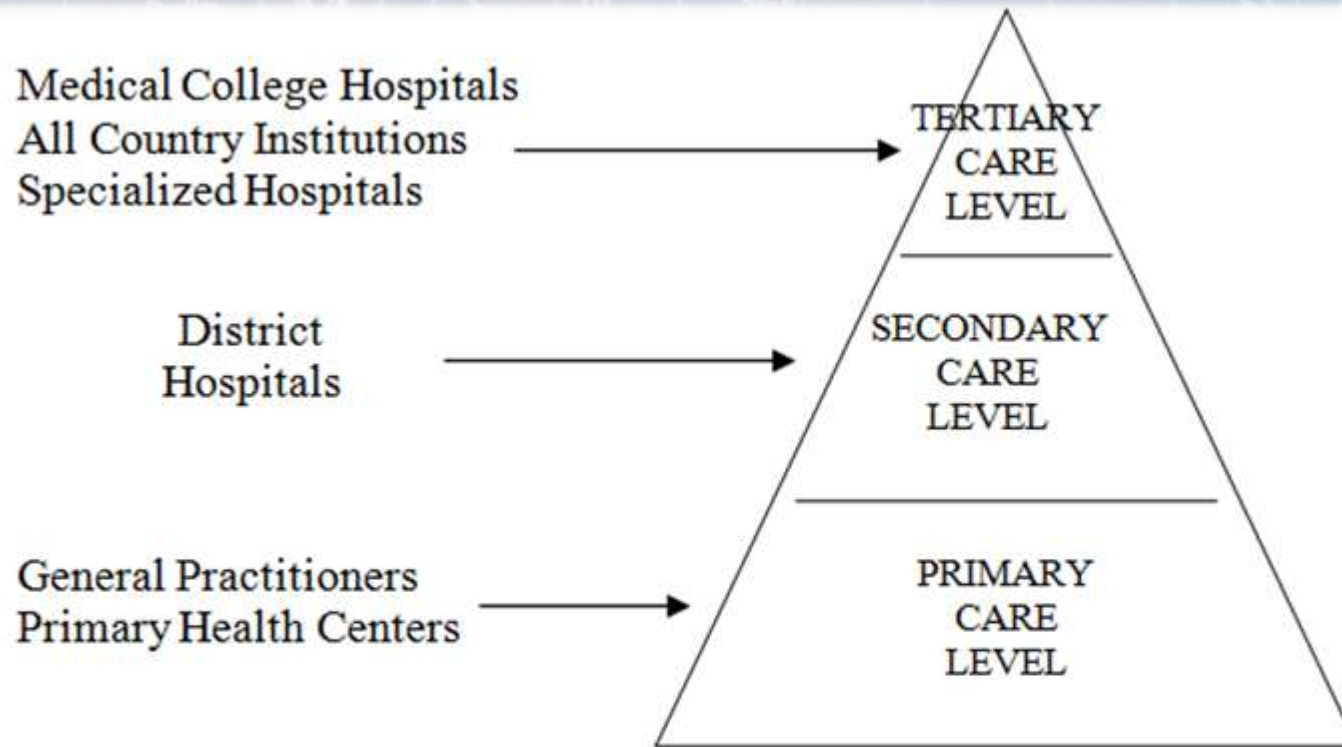 Medical College Hospitals
All Country Institutions
Specialized Hospitals
TERTIARY
CARE
LEVEL
District
Hospitals
SECONDARY
CARE
LEVEL
General Practitioners
Primary Health Centers
PRIMARY
CARE
LEVEL